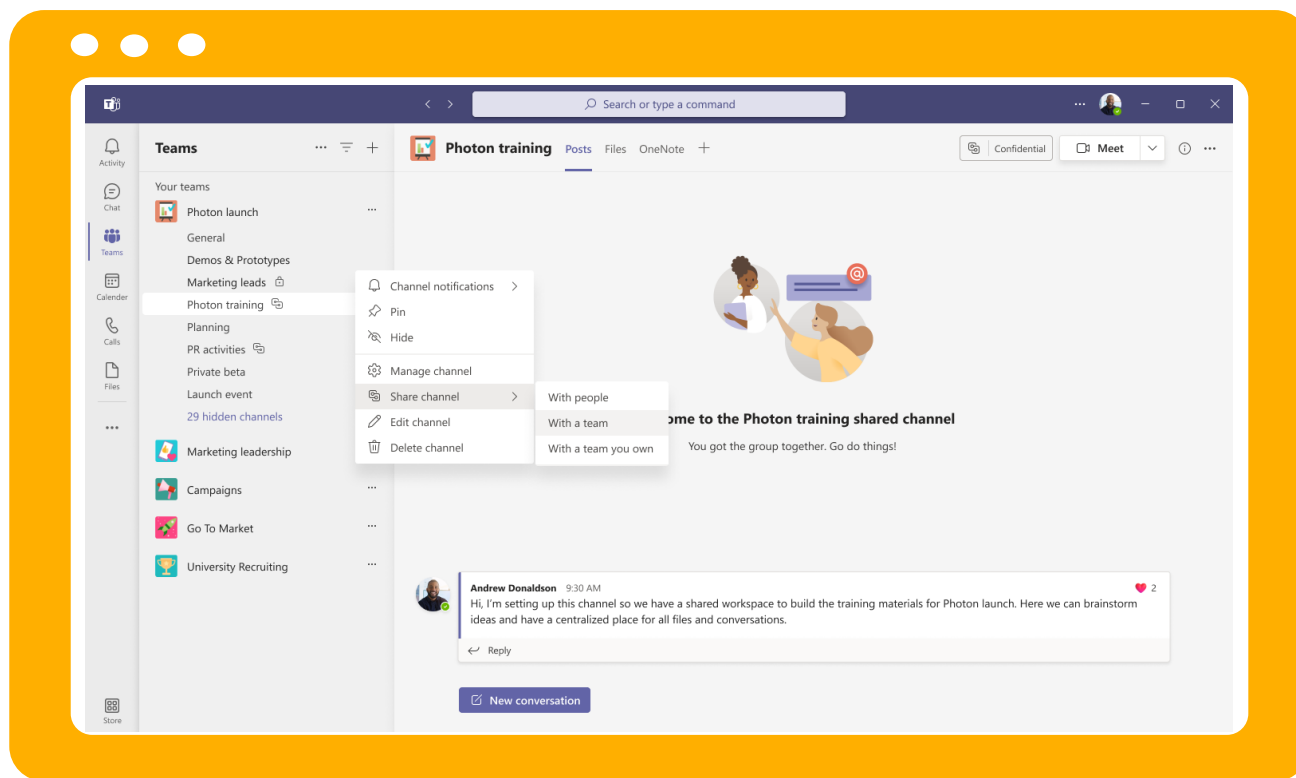 Search or type a command
Activity
Chat
Teams
Calender
Calls
Files
Store
Teams
Your teams
Photon launch
General
Demos & Prototypes
Marketing leads
Photon training
Planning
PR activities
Private beta
Launch event
29 hidden channels
Marketing leadership
Campaigns
Go To Market
University Recruiting
Channel notifications
Pin
Hide
Manage channel
Share channel
Edit channel
Delete channel
With people
With a team
With a team you own
Photon training Posts Files OneNote
Confidential
Meet
ome to the Photon training shared channel
You got the group together. Go do things!
Andrew Donaldson 9:30 AM
2
Hi, I'm setting up this channel so we have a shared workspace to build the training materials for Photon launch. Here we can brainstorm
ideas and have a centralized place for all files and conversations.
Reply
New conversation